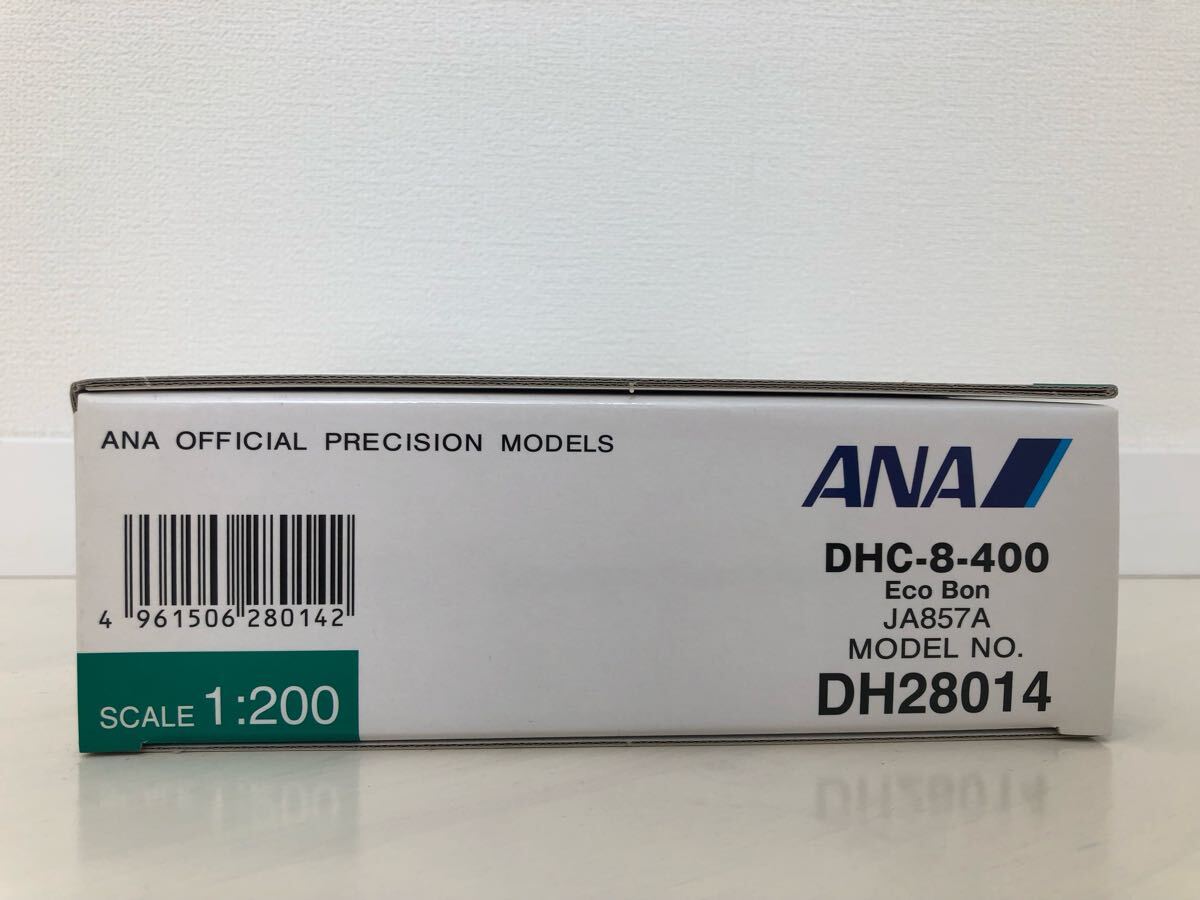 ANA OFFICIAL PRECISION MODELS
ANA
DHC-8-400
Eco Bon
JA857A
MODEL NO.
DH28014
4 961506 280142
SCALE 1:200